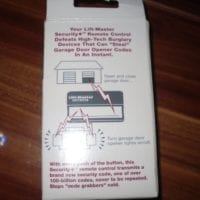 Your Lift-Master
Security+™ Remote Control
Defeats High-Tech Burglary
Devices That Can "Steal"
Garage Door Opener Codes
In An Instant.
Open and close
garage door...
Turn garage door
opener lights on/off.
With every push of the button, this
Security+™ remote control transmits a
brand new security code, one of over
100-billion codes, never to be repeated.
Stops "code grabbers" cold.